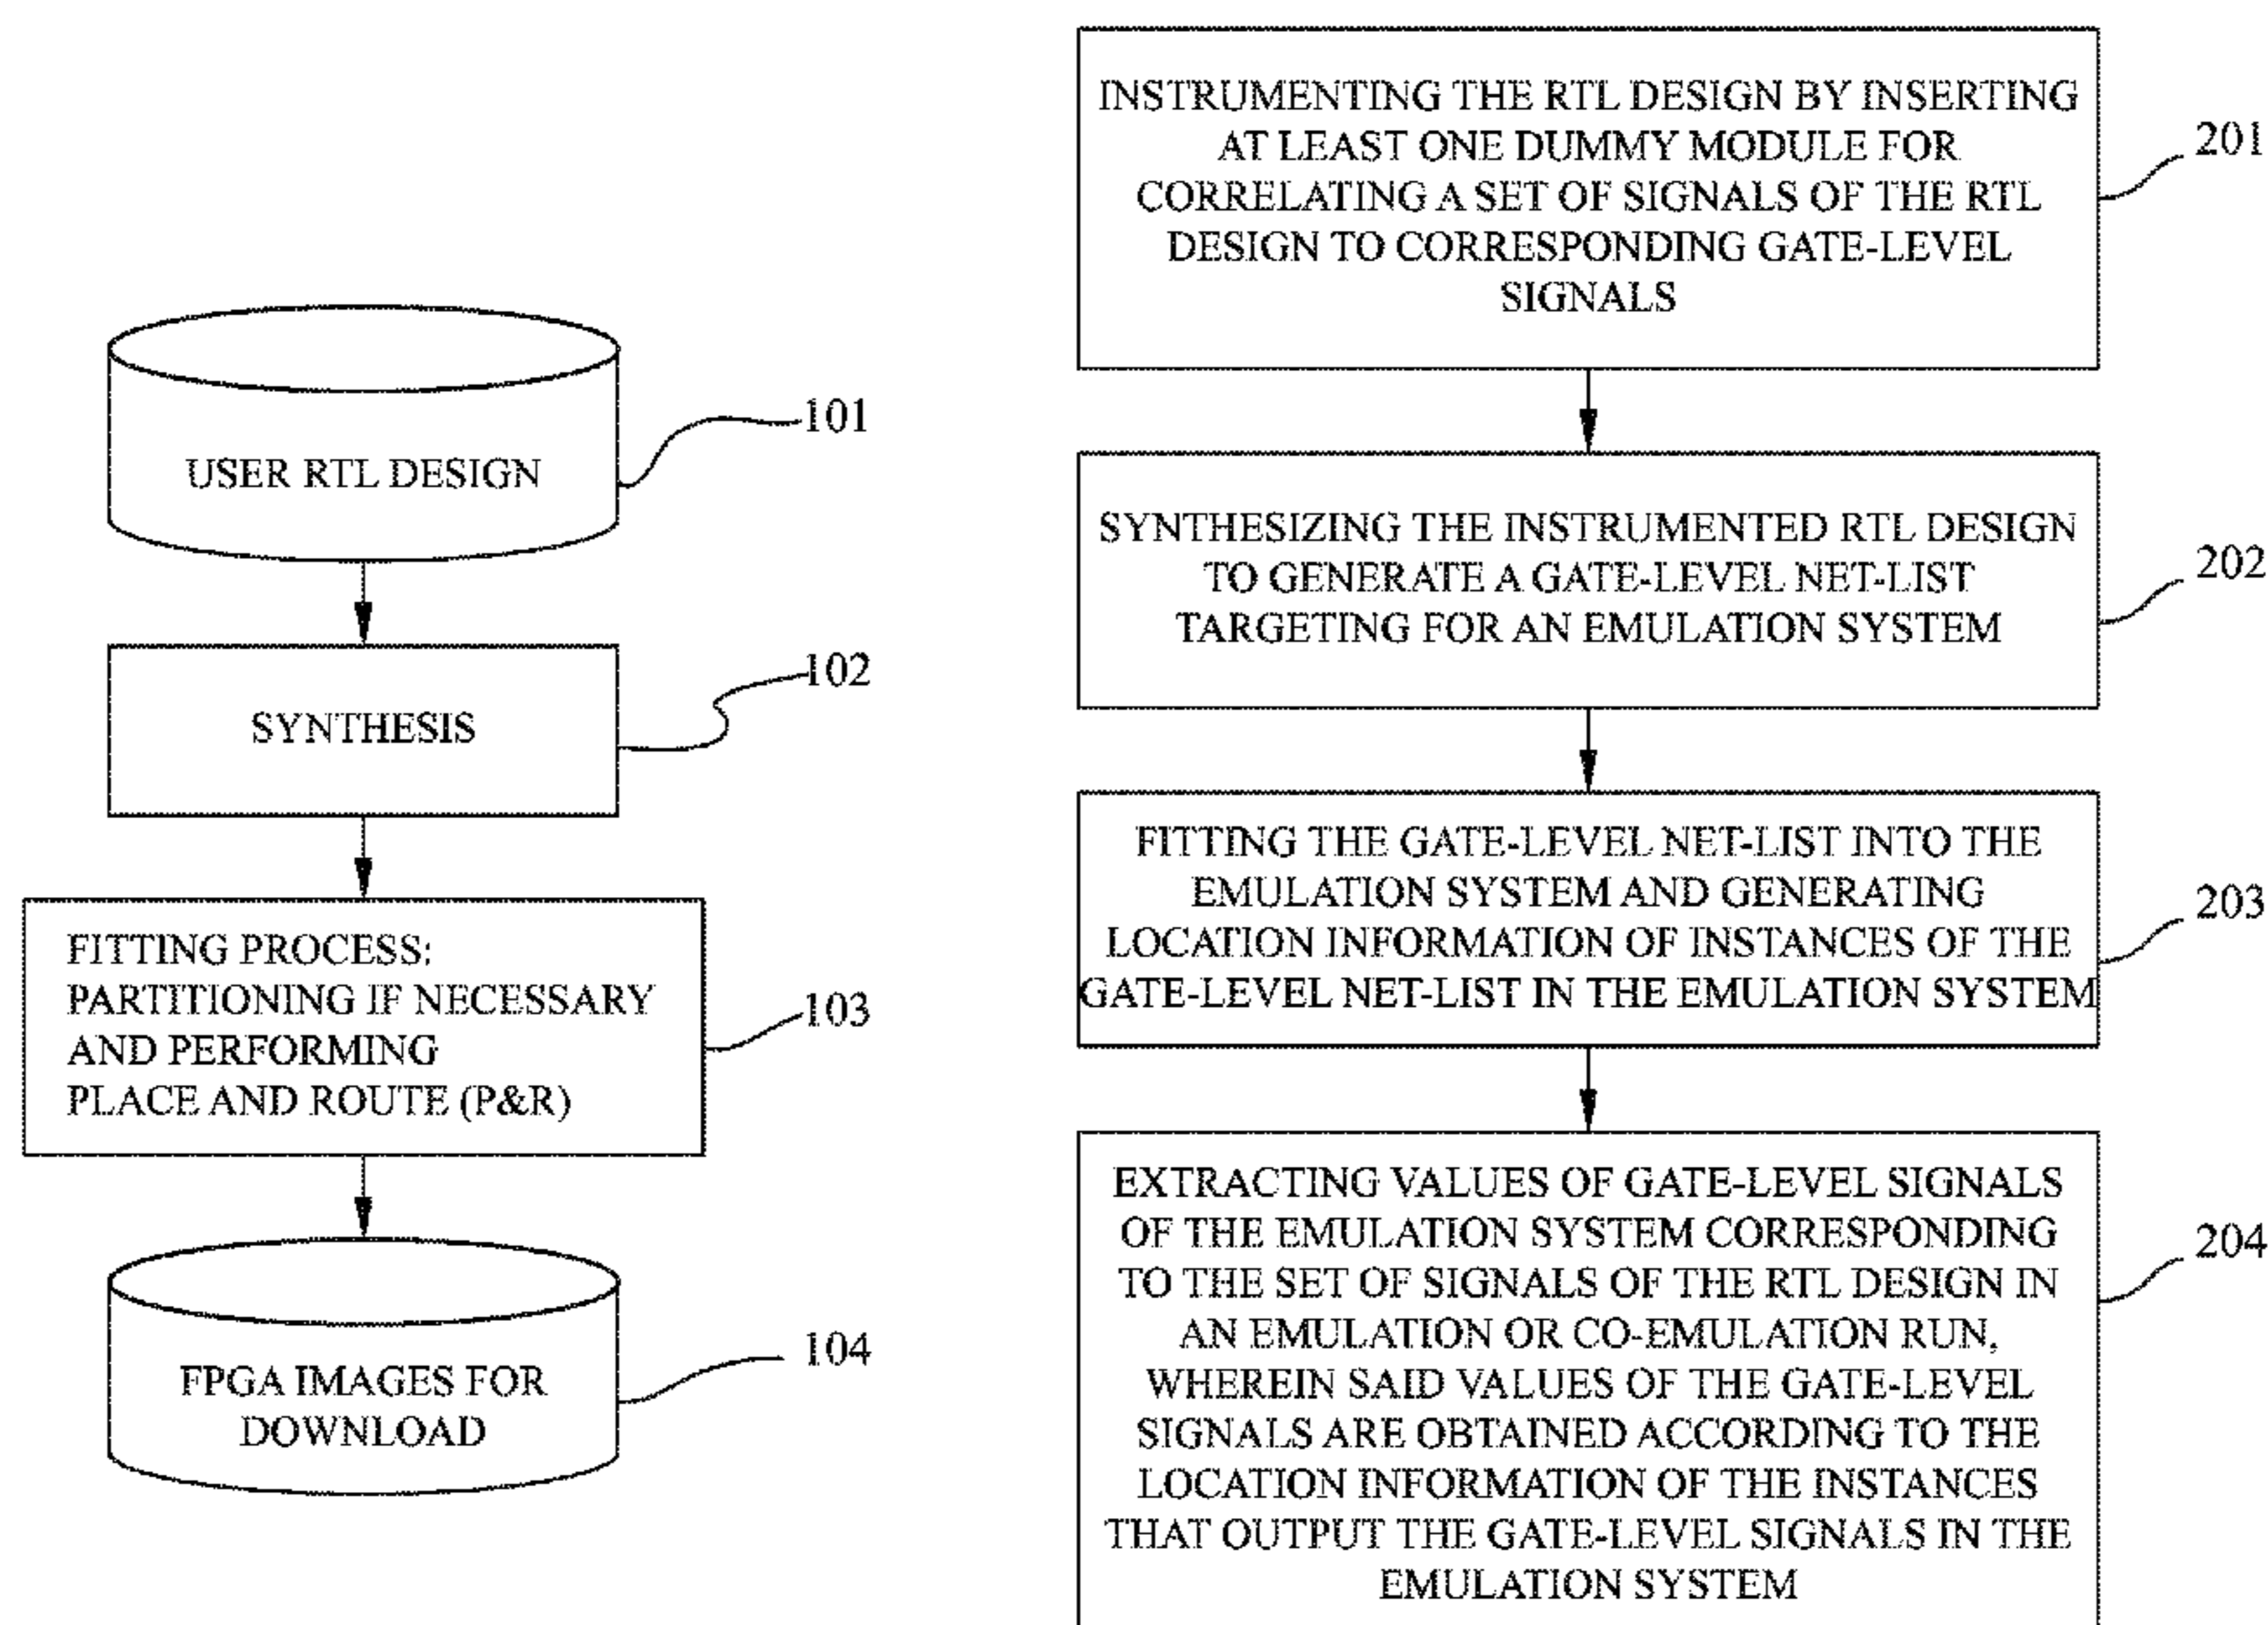 USER RTL DESIGN
101
SYNTHESIS
102
FITTING PROCESS:
PARTITIONING IF NECESSARY
AND PERFORMING
PLACE AND ROUTE (P&R)
103
FPGA IMAGES FOR
DOWNLOAD
104
INSTRUMENTING THE RTL DESIGN BY INSERTING
AT LEAST ONE DUMMY MODULE FOR
CORRELATING A SET OF SIGNALS OF THE RTL
DESIGN TO CORRESPONDING GATE-LEVEL
SIGNALS
201
SYNTHESIZING THE INSTRUMENTED RTL DESIGN
TO GENERATE A GATE-LEVEL NET-LIST
TARGETING FOR AN EMULATION SYSTEM
202
FITTING THE GATE-LEVEL NET-LIST INTO THE
EMULATION SYSTEM AND GENERATING
LOCATION INFORMATION OF INSTANCES OF THE
GATE-LEVEL NET-LIST IN THE EMULATION SYSTEM
203
EXTRACTING VALUES OF GATE-LEVEL SIGNALS
OF THE EMULATION SYSTEM CORRESPONDING
TO THE SET OF SIGNALS OF THE RTL DESIGN IN
AN EMULATION OR CO-EMULATION RUN,
WHEREIN SAID VALUES OF THE GATE-LEVEL
SIGNALS ARE OBTAINED ACCORDING TO THE
LOCATION INFORMATION OF THE INSTANCES
THAT OUTPUT THE GATE-LEVEL SIGNALS IN THE
EMULATION SYSTEM
204